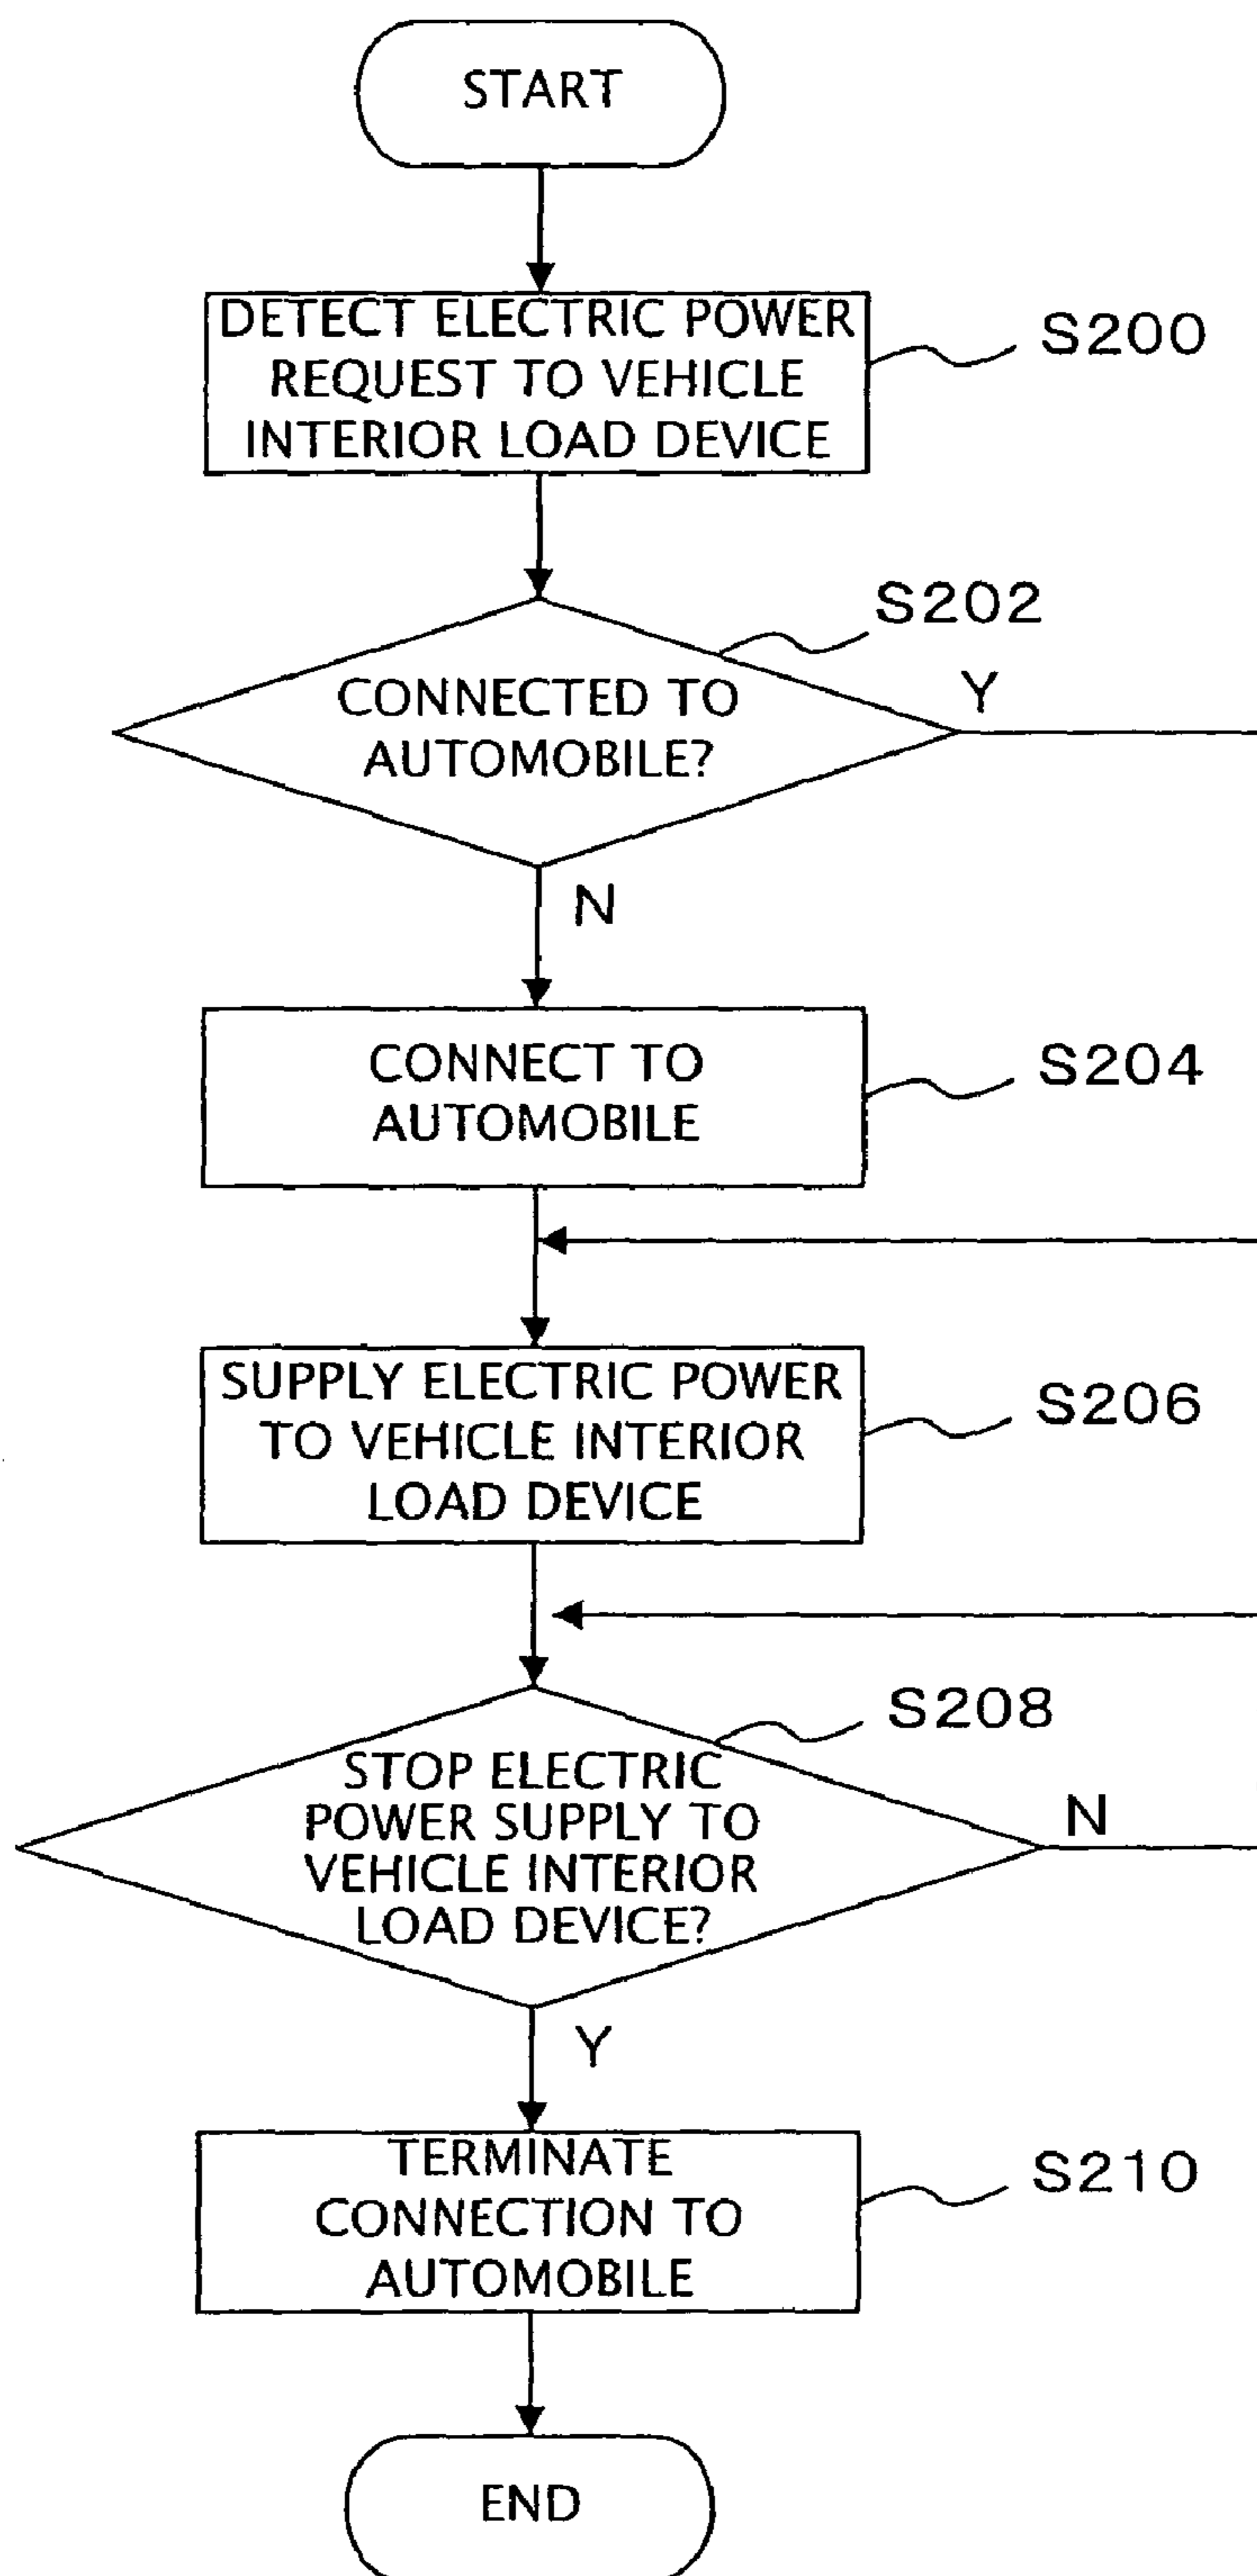 START
DETECT ELECTRIC POWER
REQUEST TO VEHICLE
INTERIOR LOAD DEVICE
S200
S202
CONNECTED TO
AUTOMOBILE?
Y
N
CONNECT TO
AUTOMOBILE
S204
SUPPLY ELECTRIC POWER
TO VEHICLE INTERIOR
LOAD DEVICE
S206
S208
STOP ELECTRIC
POWER SUPPLY TO
VEHICLE INTERIOR
LOAD DEVICE?
N
Y
TERMINATE
CONNECTION TO
AUTOMOBILE
S210
END